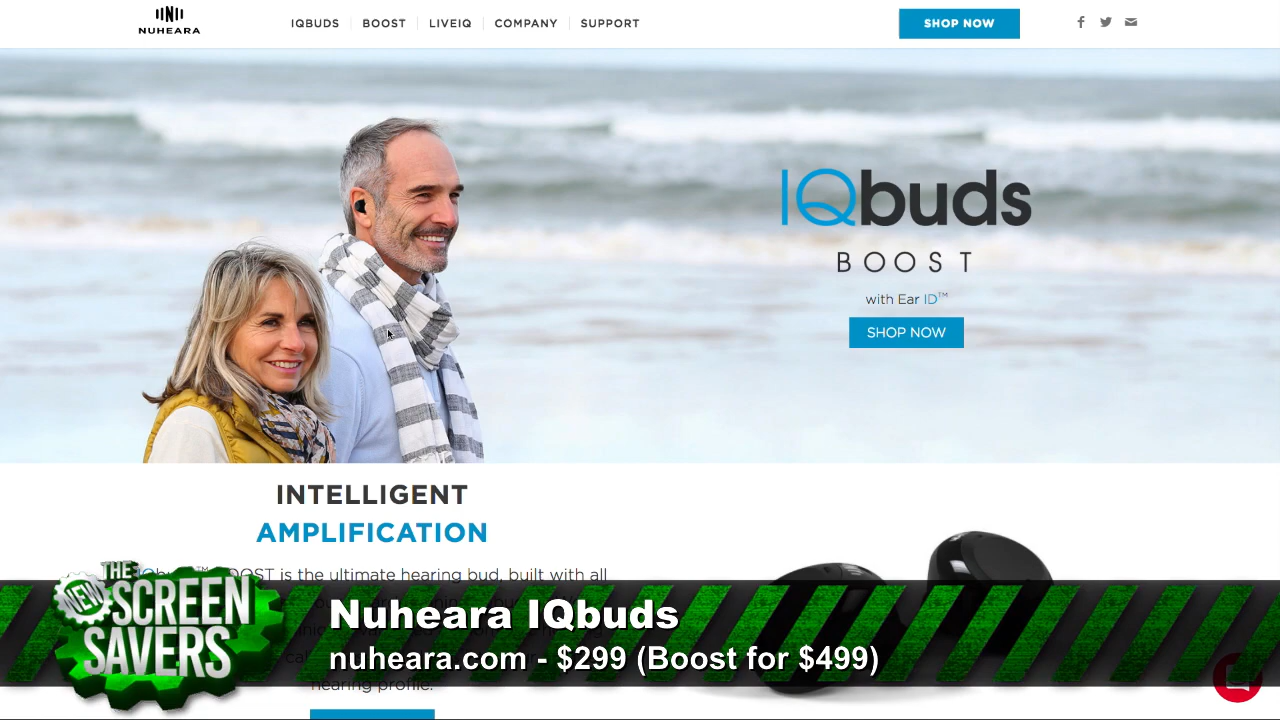 NUHEARA
IQBUDS
BOOST
LIVEIQ
COMPANY
SUPPORT
SHOP NOW
IQbuds
BOOST
with Ear ID™
SHOP NOW
INTELLIGENT
AMPLIFICATION
BOOST is the ultimate hearing bud, built with all
hearing profile.
THE
NEW
SCREEN
SAVERS
Nuheara IQbuds
nuheara.com - $299 (Boost for $499)